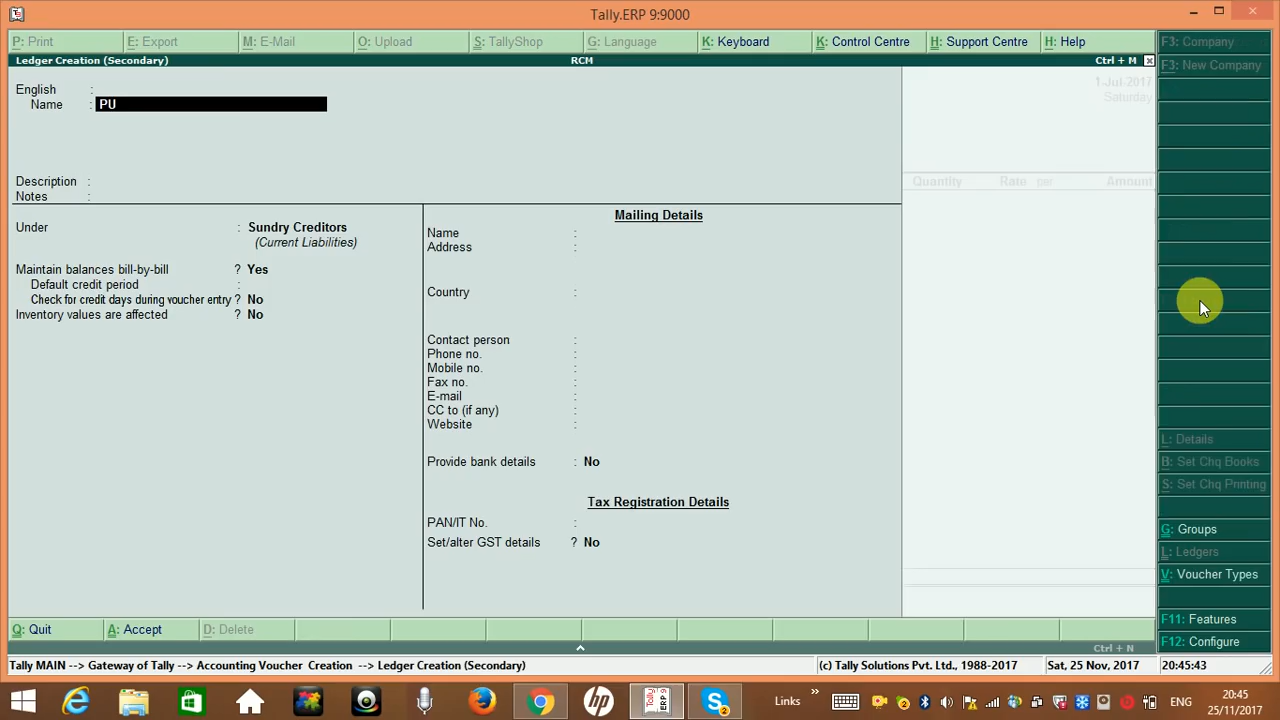 Tally.ERP 9:9000
P: Print E: Export M: E-Mail O: Upload S: TallyShop G: Language K: Keyboard K: Control Centre H: Support Centre H: Help
F3: Company
Ledger Creation (Secondary) RCM Ctrl + M
F3: New Company
English :
Name : PU
1-Jul-2017
Saturday
Description :
Notes :
Quantity Rate per Amount
Under : Sundry Creditors
(Current Liabilities)
Maintain balances bill-by-bill ? Yes
Default credit period :
Check for credit days during voucher entry ? No
Inventory values are affected ? No
Mailing Details
Name :
Address :
Country :
Contact person :
Phone no. :
Mobile no. :
Fax no. :
E-mail :
CC to (if any) :
Website :
Provide bank details : No
Tax Registration Details
PAN/IT No. :
Set/alter GST details ? No
L: Details
B: Set Chq Books
S: Set Chq Printing
G: Groups
L: Ledgers
V: Voucher Types
F11: Features
F12: Configure
Q: Quit A: Accept D: Delete
Ctrl + N
Tally MAIN --> Gateway of Tally --> Accounting Voucher Creation --> Ledger Creation (Secondary) (c) Tally Solutions Pvt. Ltd., 1988-2017 Sat, 25 Nov, 2017 20:45:43
Links » ENG 20:45
25/11/2017